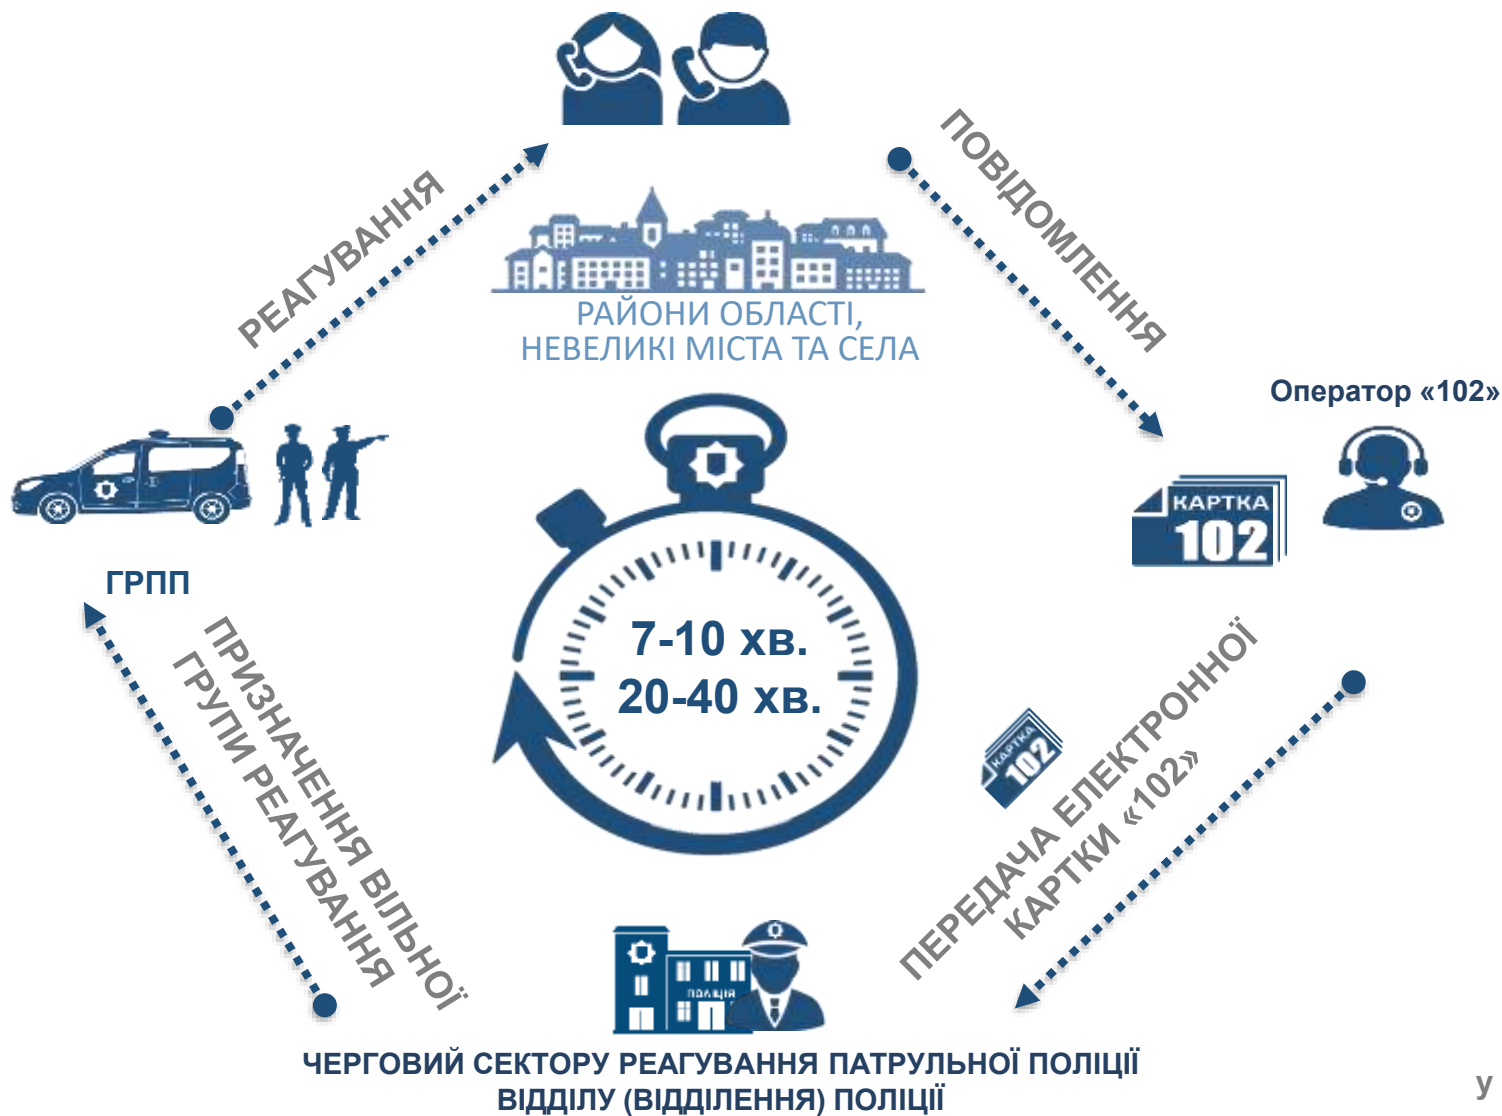 ПОВІДОМЛЕННЯ
РЕАГУВАННЯ
РАЙОНИ ОБЛАСТІ,
НЕВЕЛИКІ МІСТА ТА СЕЛА
Оператор «102»
КАРТКА
102
ГРПП
7-10 хв.
20-40 хв.
ПРИЗНАЧЕННЯ ВІЛЬНОЇ
ГРУПИ РЕАГУВАННЯ
КАРТКА
102
ПЕРЕДАЧА ЕЛЕКТРОННОЇ
КАРТКИ «102»
ПОЛІЦІЯ
ЧЕРГОВИЙ СЕКТОРУ РЕАГУВАННЯ ПАТРУЛЬНОЇ ПОЛІЦІЇ
ВІДДІЛУ (ВІДДІЛЕННЯ) ПОЛІЦІЇ
у